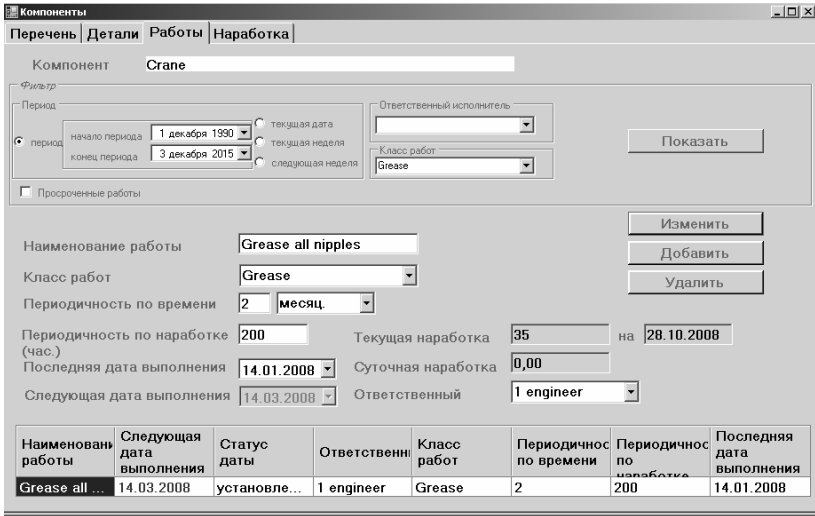 Компоненты
Перечень Детали Работы Наработка
Компонент Crane
Фильтр
Период
Ответственный исполнитель
период
начало периода 1 декабря 1990
конец периода 3 декабря 2015
текущая дата
текущая неделя
следующая неделя
Класс работ
Grease
Показать
Просроченные работы
Изменить
Добавить
Удалить
Наименование работы Grease all nipples
Класс работ Grease
Периодичность по времени 2 месяц.
Периодичность по наработке 200
(час.)
Текущая наработка 35 на 28.10.2008
Последняя дата выполнения 14.01.2008
Суточная наработка 0,00
Следующая дата выполнения 14.03.2008
Ответственный 1 engineer
Наименовани
работы
Следующая
дата
выполнения
Статус
даты
Ответственн
Класс
работ
Периодичнос
по времени
Периодичнос
по
наработке
Последняя
дата
выполнения
Grease all ... 14.03.2008 установле... 1 engineer Grease 2 200 14.01.2008